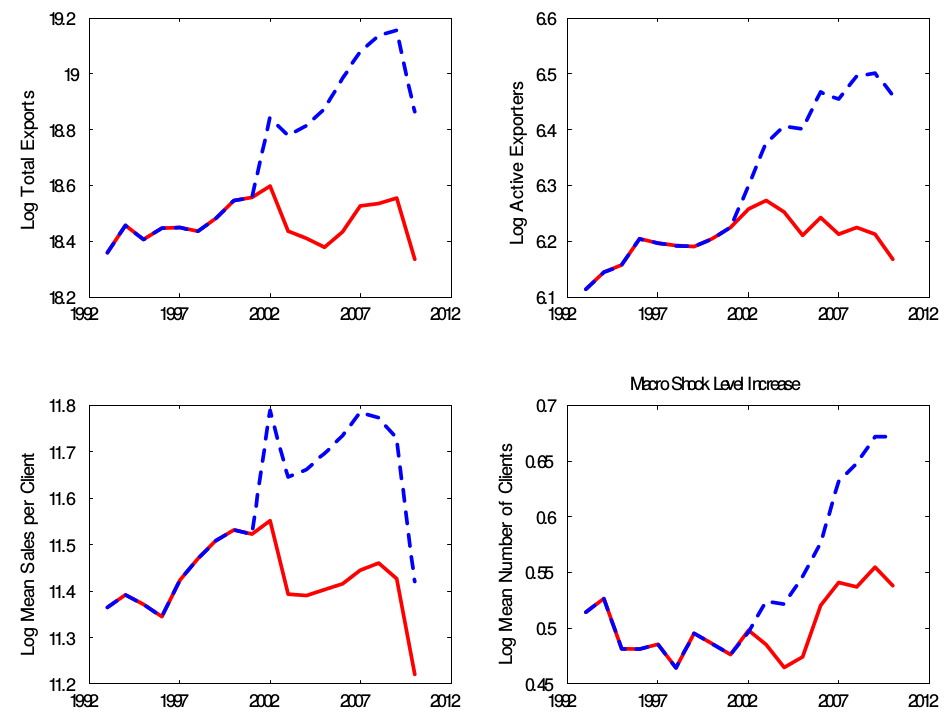 19.2
19
18.8
18.6
18.4
18.2
Log Total Exports
1992 1997 2002 2007 2012
6.6
6.5
6.4
6.3
6.2
6.1
Log Active Exporters
1992 1997 2002 2007 2012
11.8
11.7
11.6
11.5
11.4
11.3
11.2
Log Mean Sales per Client
1992 1997 2002 2007 2012
Macro Shock Level Increase
0.7
0.65
0.6
0.55
0.5
0.45
Log Mean Number of Clients
1992 1997 2002 2007 2012